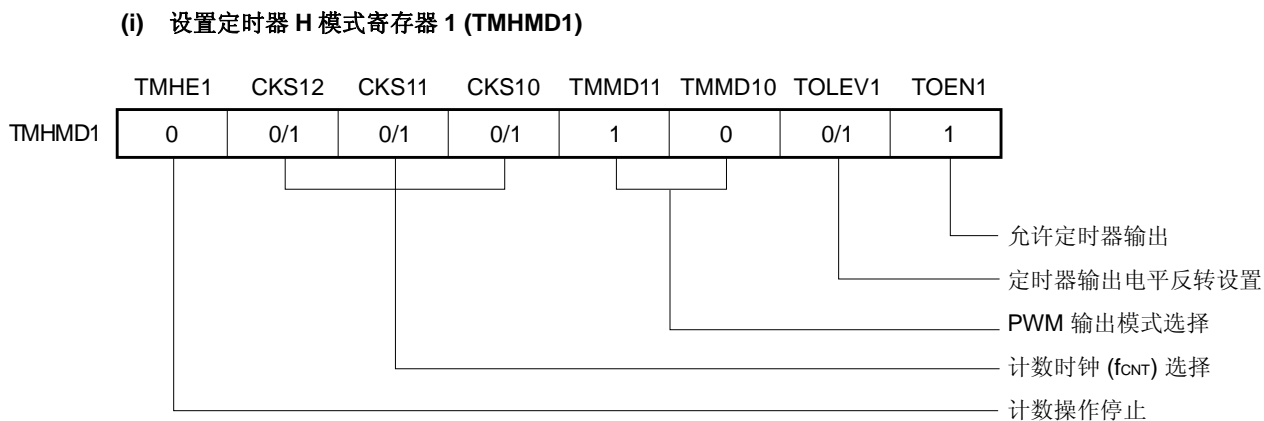 (i) 设置定时器 H 模式寄存器 1 (TMHMD1)
TMHE1 CKS12 CKS11 CKS10 TMMD11 TMMD10 TOLEV1 TOEN1
TMHMD1 0 0/1 0/1 0/1 1 0 0/1 1
允许定时器输出
定时器输出电平反转设置
PWM 输出模式选择
计数时钟 (fCNT) 选择
计数操作停止